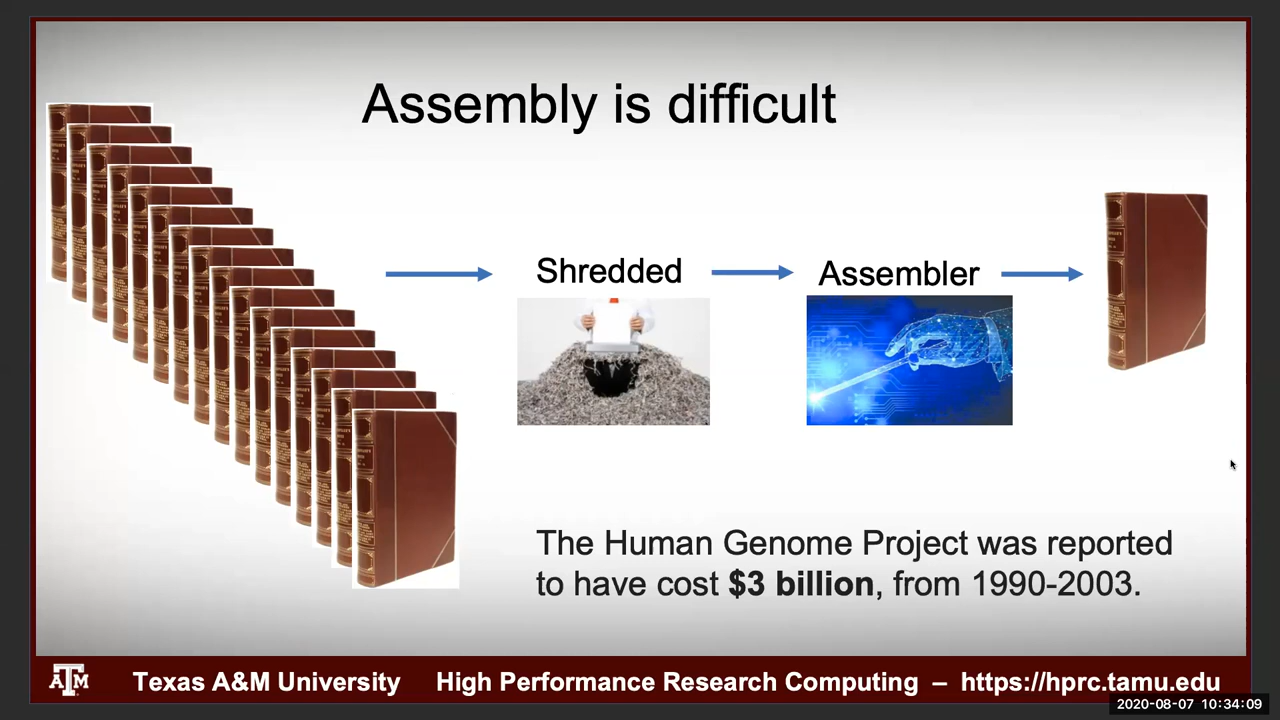 Assembly is difficult
Shredded
Assembler
The Human Genome Project was reported
to have cost $3 billion, from 1990-2003.
ATM Texas A&M University High Performance Research Computing – https://hprc.tamu.edu
2020-08-07 10:34:09